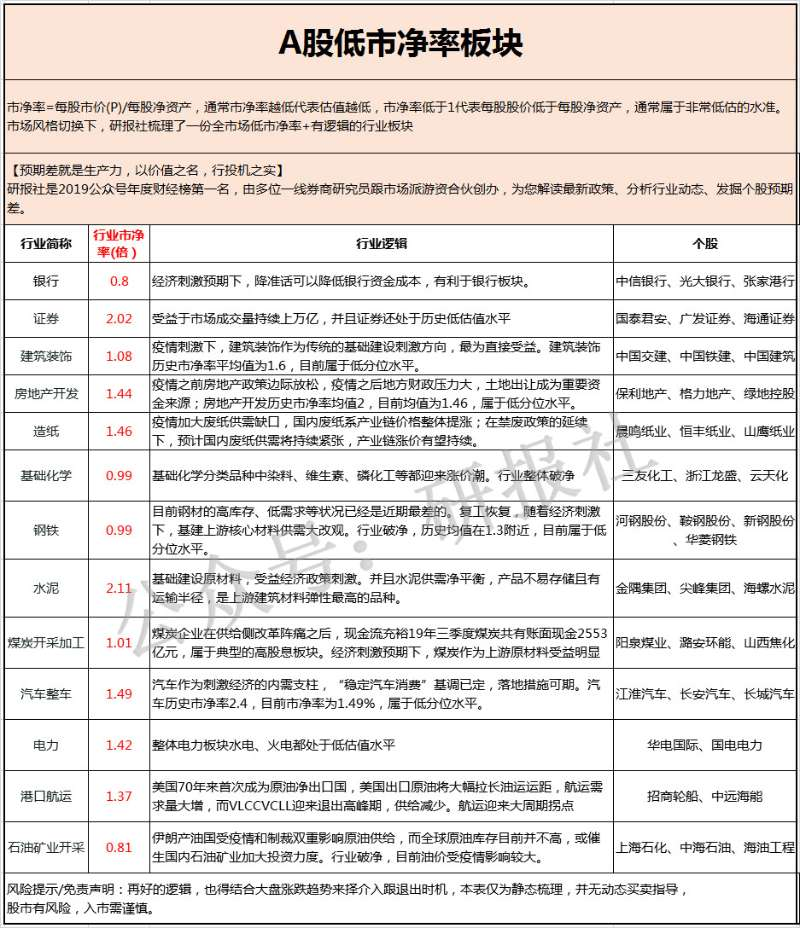 A股低市净率板块
市净率=每股市价(P)/每股净资产，通常市净率越低代表估值越低，市净率低于1代表每股股价低于每股净资产，通常属于非常低估的水准。
市场风格切换下，研报社梳理了一份全市场低市净率+有逻辑的行业板块
【预期差就是生产力，以价值之名，行投机之实】
研报社是2019公众号年度财经榜第一名，由多位一线券商研究员跟市场派游资合伙创办，为您解读最新政策、分析行业动态、发掘个股预期
差。
行业简称 行业市净率(倍) 行业逻辑 个股
银行 0.8 经济刺激预期下，降准话可以降低银行资金成本，有利于银行板块。 中信银行、光大银行、张家港行
证券 2.02 受益于市场成交量持续上万亿，并且证券还处于历史低估值水平 国泰君安、广发证券、海通证券
建筑装饰 1.08 疫情刺激下，建筑装饰作为传统的基础建设刺激方向，最为直接受益。建筑装饰
历史市净率平均值为1.6，目前属于低分位水平。 中国交建、中国铁建、中国建筑
房地产开发 1.44 疫情之前房地产政策边际放松，疫情之后地方财政压力大，土地出让成为重要资
金来源；房地产开发历史市净率均值2，目前均值为1.46，属于低分位水平。 保利地产、格力地产、绿地控股
造纸 1.46 疫情加大废纸供需缺口，国内废纸系产业链价格整体提涨；在禁废政策的延续
下，预计国内废纸供需将持续紧张，产业链涨价有望持续。 晨鸣纸业、恒丰纸业、山鹰纸业
基础化学 0.99 基础化学分类品种中染料、维生素、磷化工等都迎来涨价潮。行业整体破净 三友化工、浙江龙盛、云天化
钢铁 0.99 目前钢材的高库存、低需求等状况已经是近期最差的。复工恢复，随着经济刺激
下，基建上游核心材料供需大改观。行业破净，历史均值在1.3附近，目前属于低
分位水平。 河钢股份、鞍钢股份、新钢股份
、华菱钢铁
水泥 2.11 基础建设原材料，受益经济政策刺激。并且水泥供需净平衡，产品不易存储且有
运输半径，是上游建筑材料弹性最高的品种。 金隅集团、尖峰集团、海螺水泥
煤炭开采加工 1.01 煤炭企业在供给侧改革阵痛之后，现金流充裕19年三季度煤炭共有账面现金2553
亿元，属于典型的高股息板块。经济刺激预期下，煤炭作为上游原材料受益明显 阳泉煤业、潞安环能、山西焦化
汽车整车 1.49 汽车作为刺激经济的内需支柱，“稳定汽车消费”基调已定，落地措施可期。汽
车历史市净率2.4，目前市净率为1.49%，属于低分位水平。 江淮汽车、长安汽车、长城汽车
电力 1.42 整体电力板块水电、火电都处于低估值水平 华电国际、国电电力
港口航运 1.37 美国70年来首次成为原油净出口国，美国出口原油将大幅拉长油运运距，航运需
求量大增，而VLCCVCLL迎来退出高峰期，供给减少。航运迎来大周期拐点 招商轮船、中远海能
石油矿业开采 0.81 伊朗产油国受疫情和制裁双重影响原油供给，而全球原油库存目前并不高，或催
生国内石油矿业加大投资力度。行业破净，目前油价受疫情影响较大。 上海石化、中海石油、海油工程
公众号：研报社
风险提示/免责声明：再好的逻辑，也得结合大盘涨跌趋势来择介入跟退出时机，本表仅为静态梳理，并无动态买卖指导，
股市有风险，入市需谨慎。